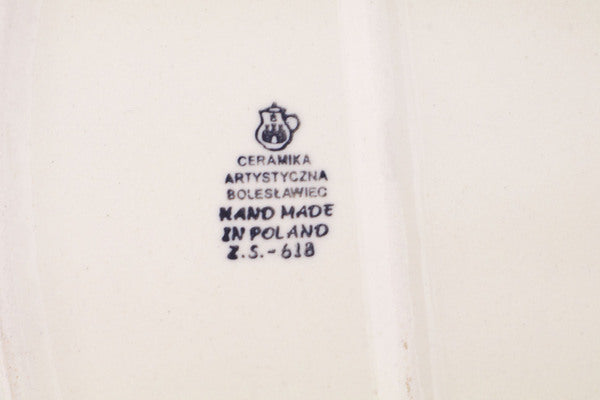 B
CERAMIKA
ARTYSTYCZNA
BOLESŁAWIEC
HAND MADE
IN POLAND
Z.S.-618